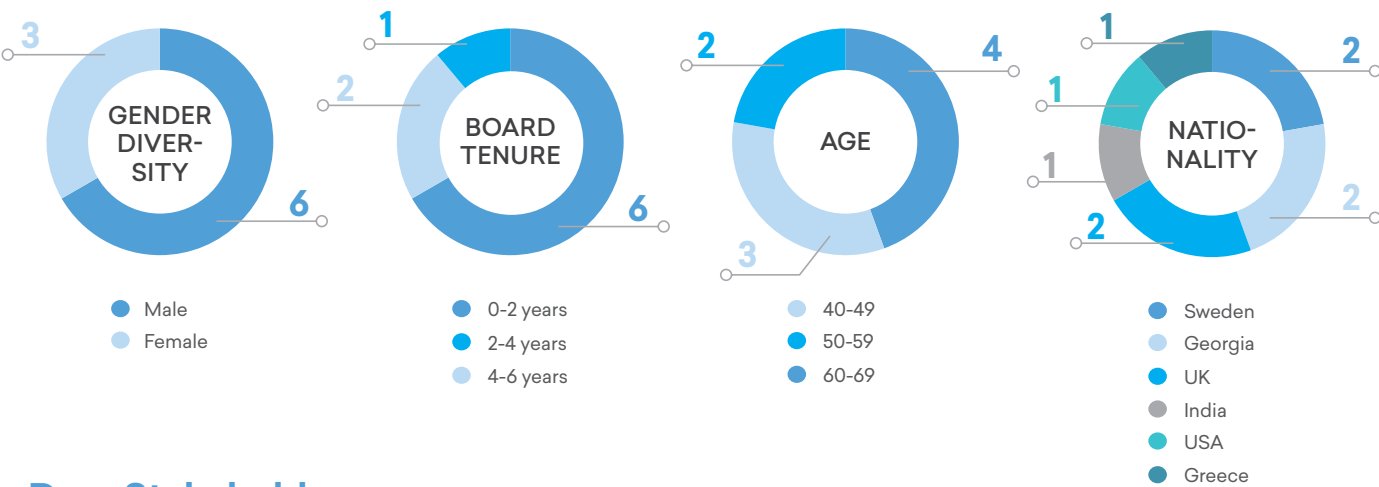 3
6
GENDER
DIVER-
SITY
Male
Female
1
2
6
BOARD
TENURE
0-2 years
2-4 years
4-6 years
2
4
3
AGE
40-49
50-59
60-69
1
2
1
1
2
2
NATIO-
NALITY
Sweden
Georgia
UK
India
USA
Greece